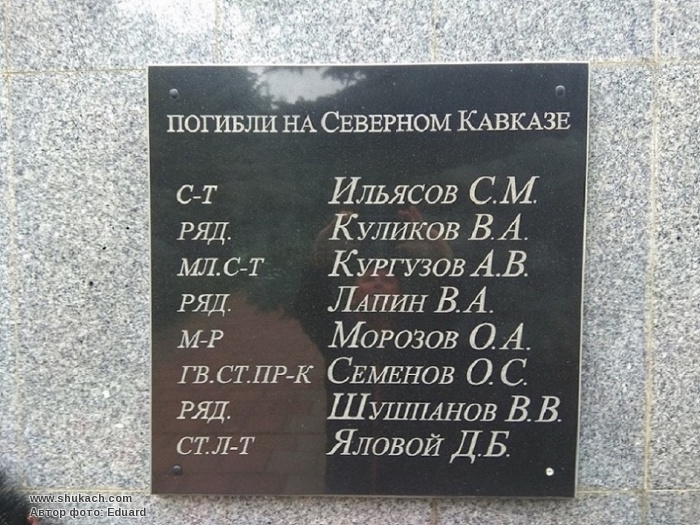 ПОГИБЛИ НА СЕВЕРНОМ КАВКАЗЕ
С-Т ИЛЬЯСОВ С.М.
РЯД. КУЛИКОВ В.А.
МЛ.С-Т КУРГУЗОВ А.В.
РЯД. ЛАПИН В.А.
М-Р МОРОЗОВ О.А.
ГВ.СТ.ПР-К СЕМЕНОВ О.С.
РЯД. ШУШПАНОВ В.В.
СТ.Л-Т ЯЛОВОЙ Д.Б.
www.shukach.com
Автор фото: Eduard